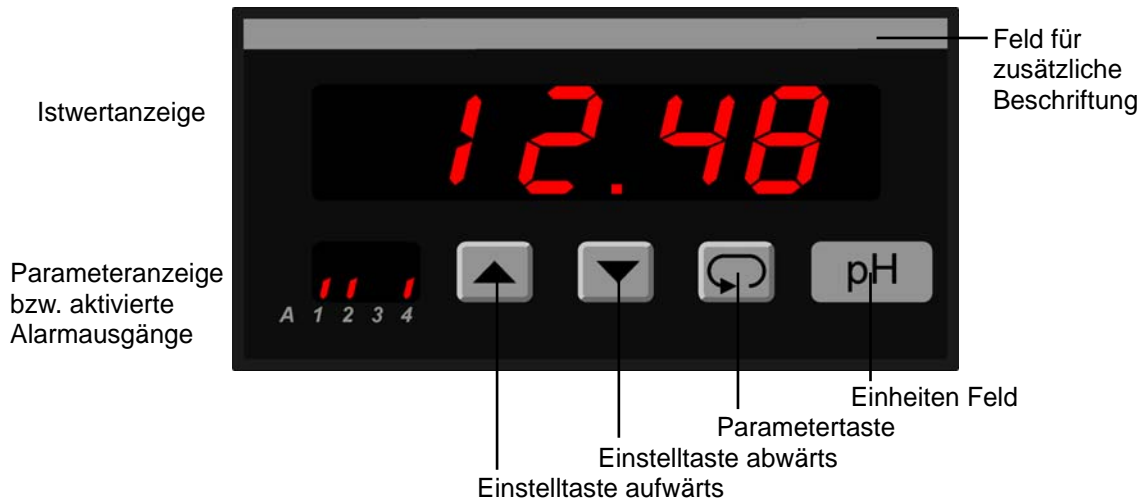 Feld für
zusätzliche
Beschriftung
Istwertanzeige
12.48
Parameteranzeige
bzw. aktivierte
Alarmausgänge
A 1 2 3 4
pH
Einheiten Feld
Parametertaste
Einstelltaste abwärts
Einstelltaste aufwärts